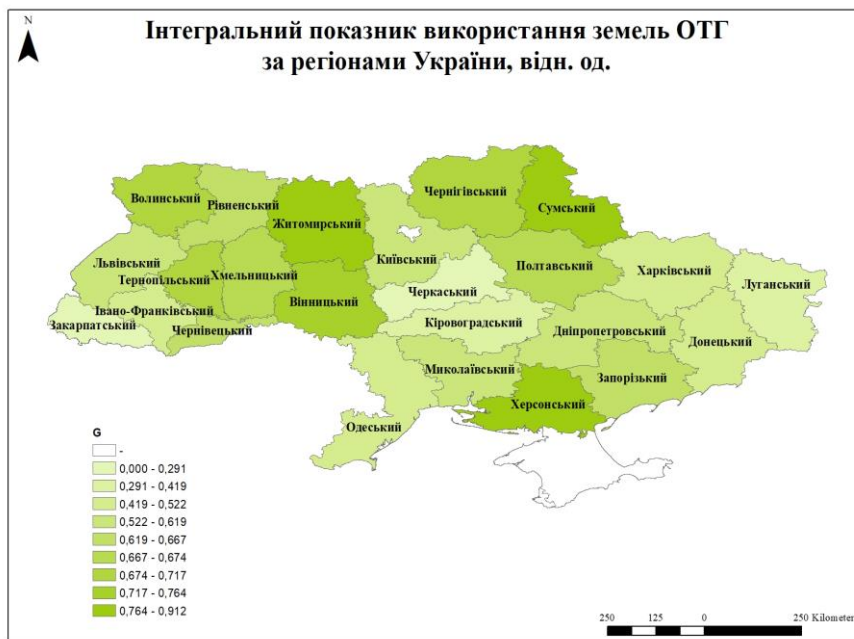 N
Інтегральний показник використання земель ОТГ
за регіонами України, відн. од.
Волинський
Рівненський
Житомирський
Чернігівський
Сумський
Київський
Львівський
Тернопільський
Хмельницький
Полтавський
Харківський
Луганський
Вінницький
Черкаський
Івано-Франківський
Закарпатський
Чернівецький
Кіровоградський
Дніпропетровський
Донецький
Миколаївський
Запорізький
Херсонський
Одеський
G
-
0,000 - 0,291
0,291 - 0,419
0,419 - 0,522
0,522 - 0,619
0,619 - 0,667
0,667 - 0,674
0,674 - 0,717
0,717 - 0,764
0,764 - 0,912
250 125 0 250 Kilometer